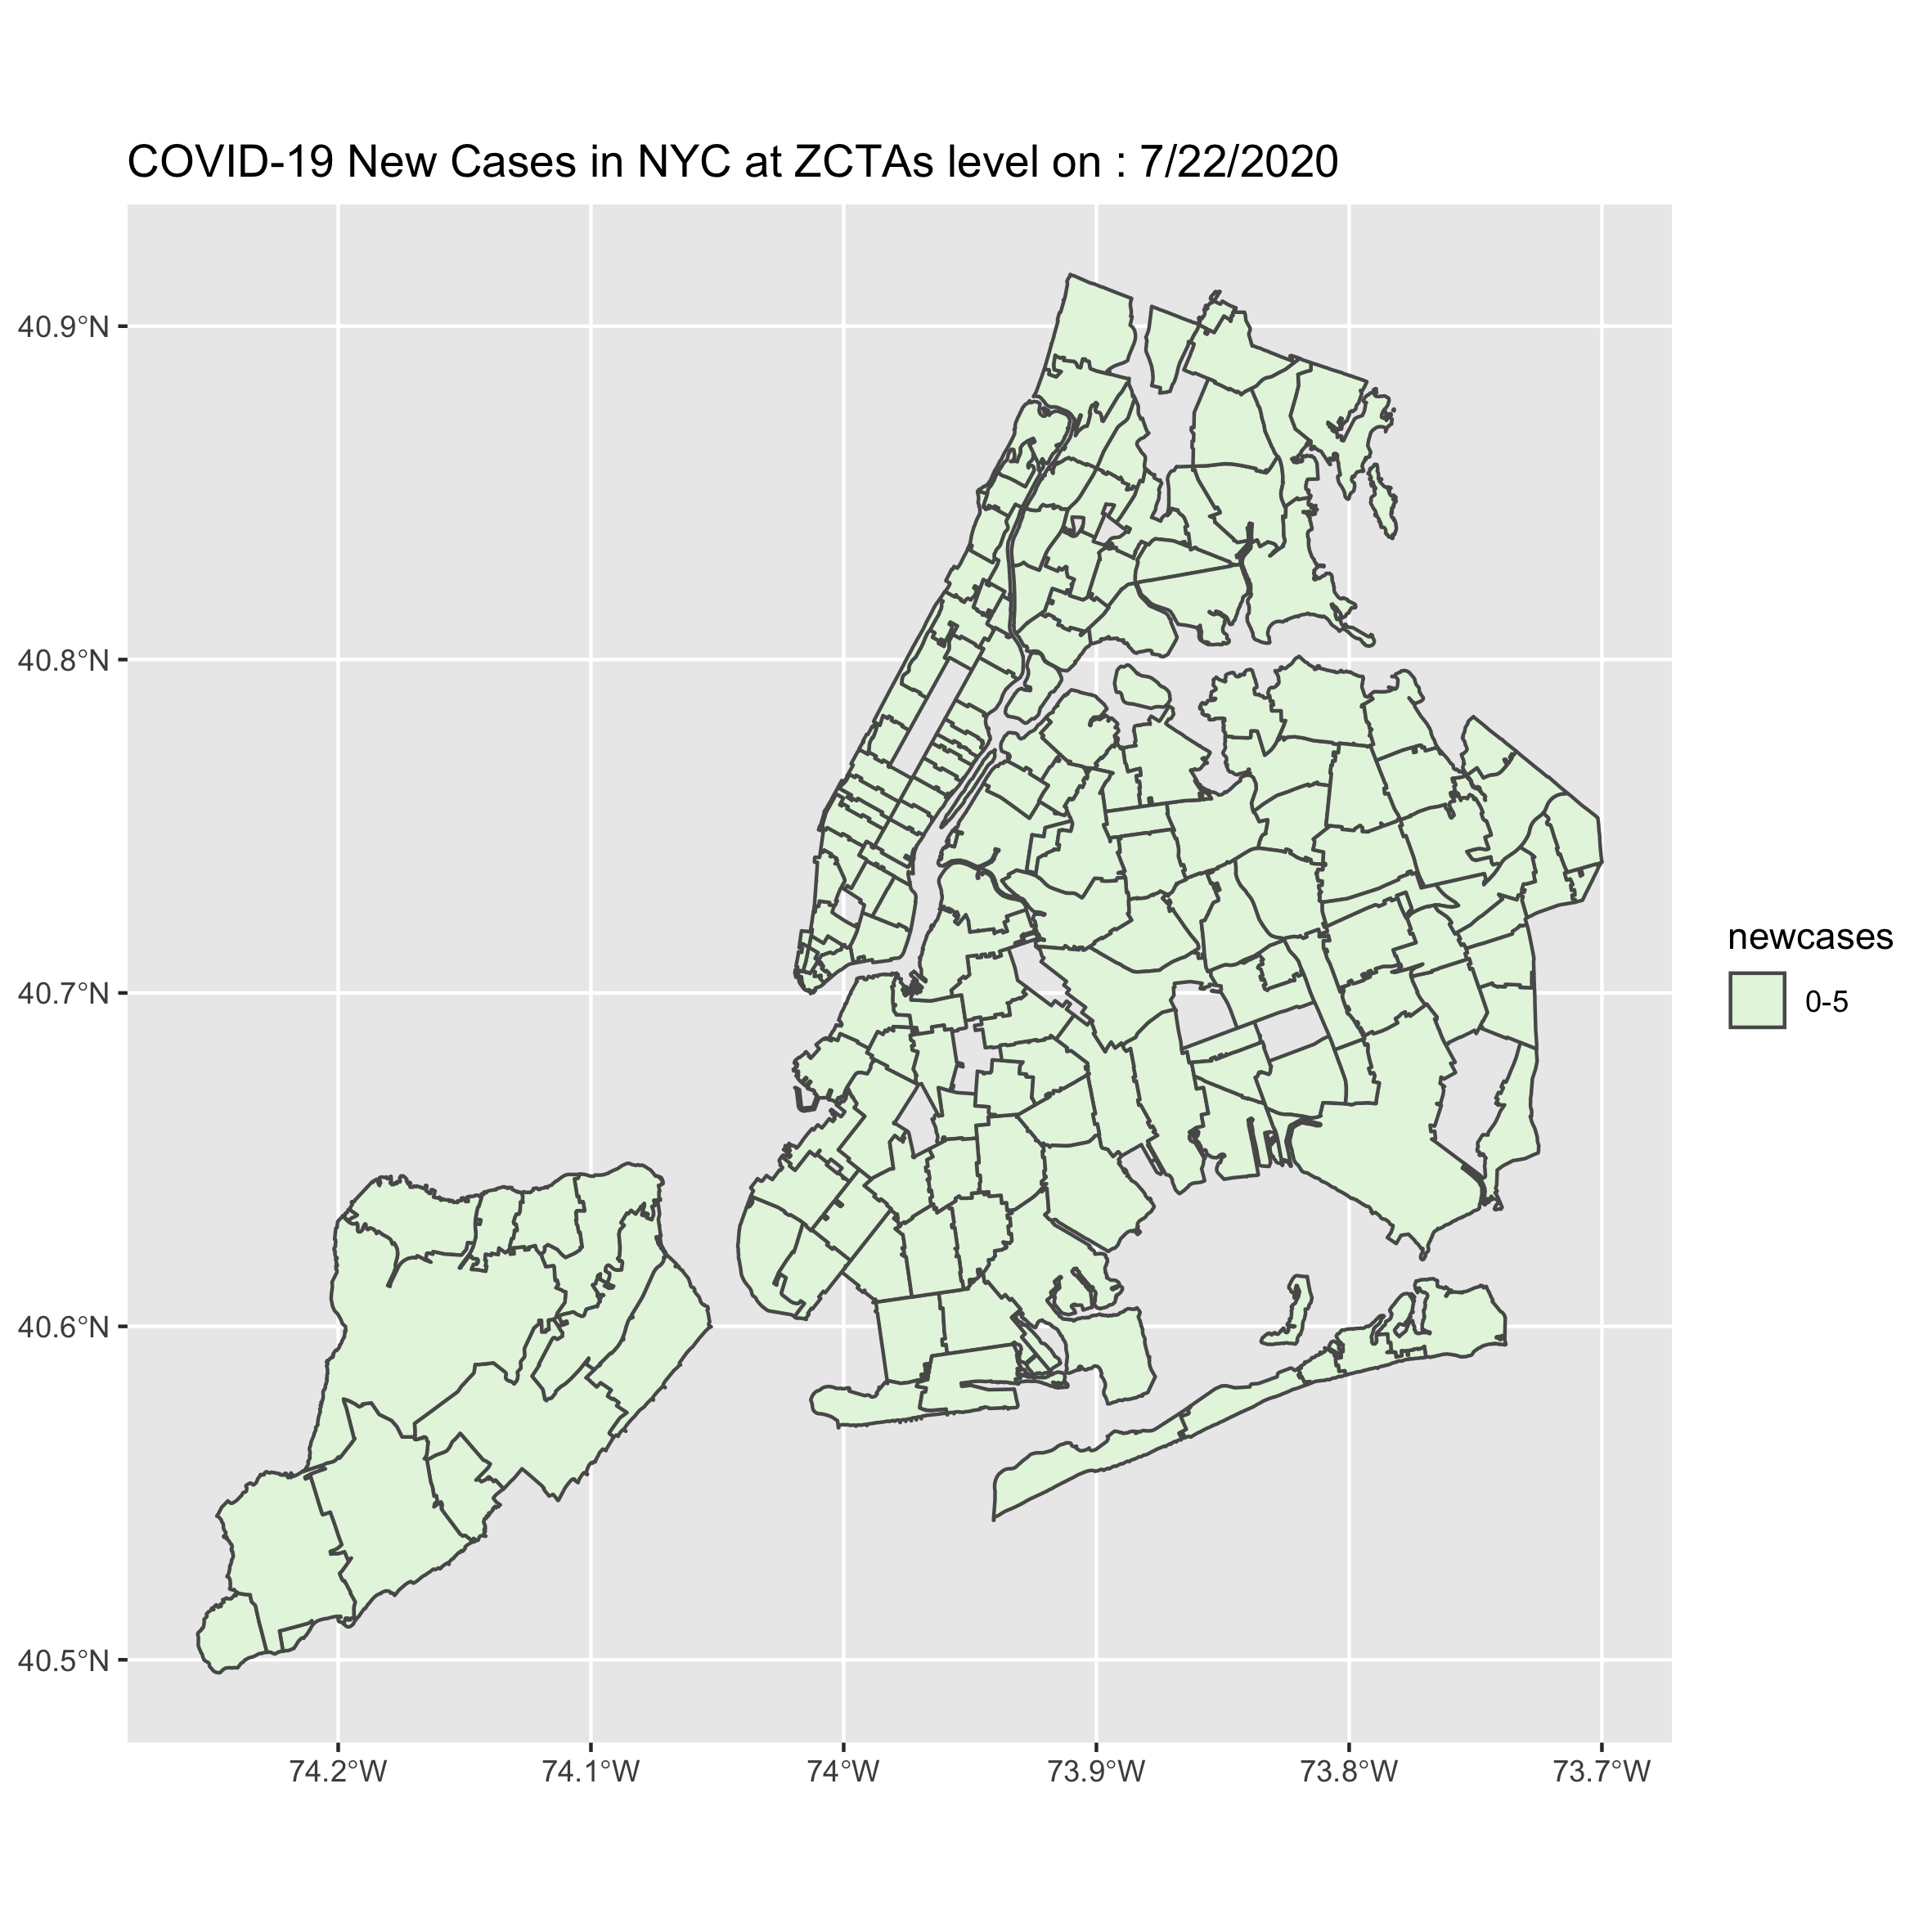 COVID-19 New Cases in NYC at ZCTAs level on : 7/22/2020
40.9°N
40.8°N
40.7°N
40.6°N
40.5°N
74.2°W
74.1°W
74°W
73.9°W
73.8°W
73.7°W
newcases
0-5